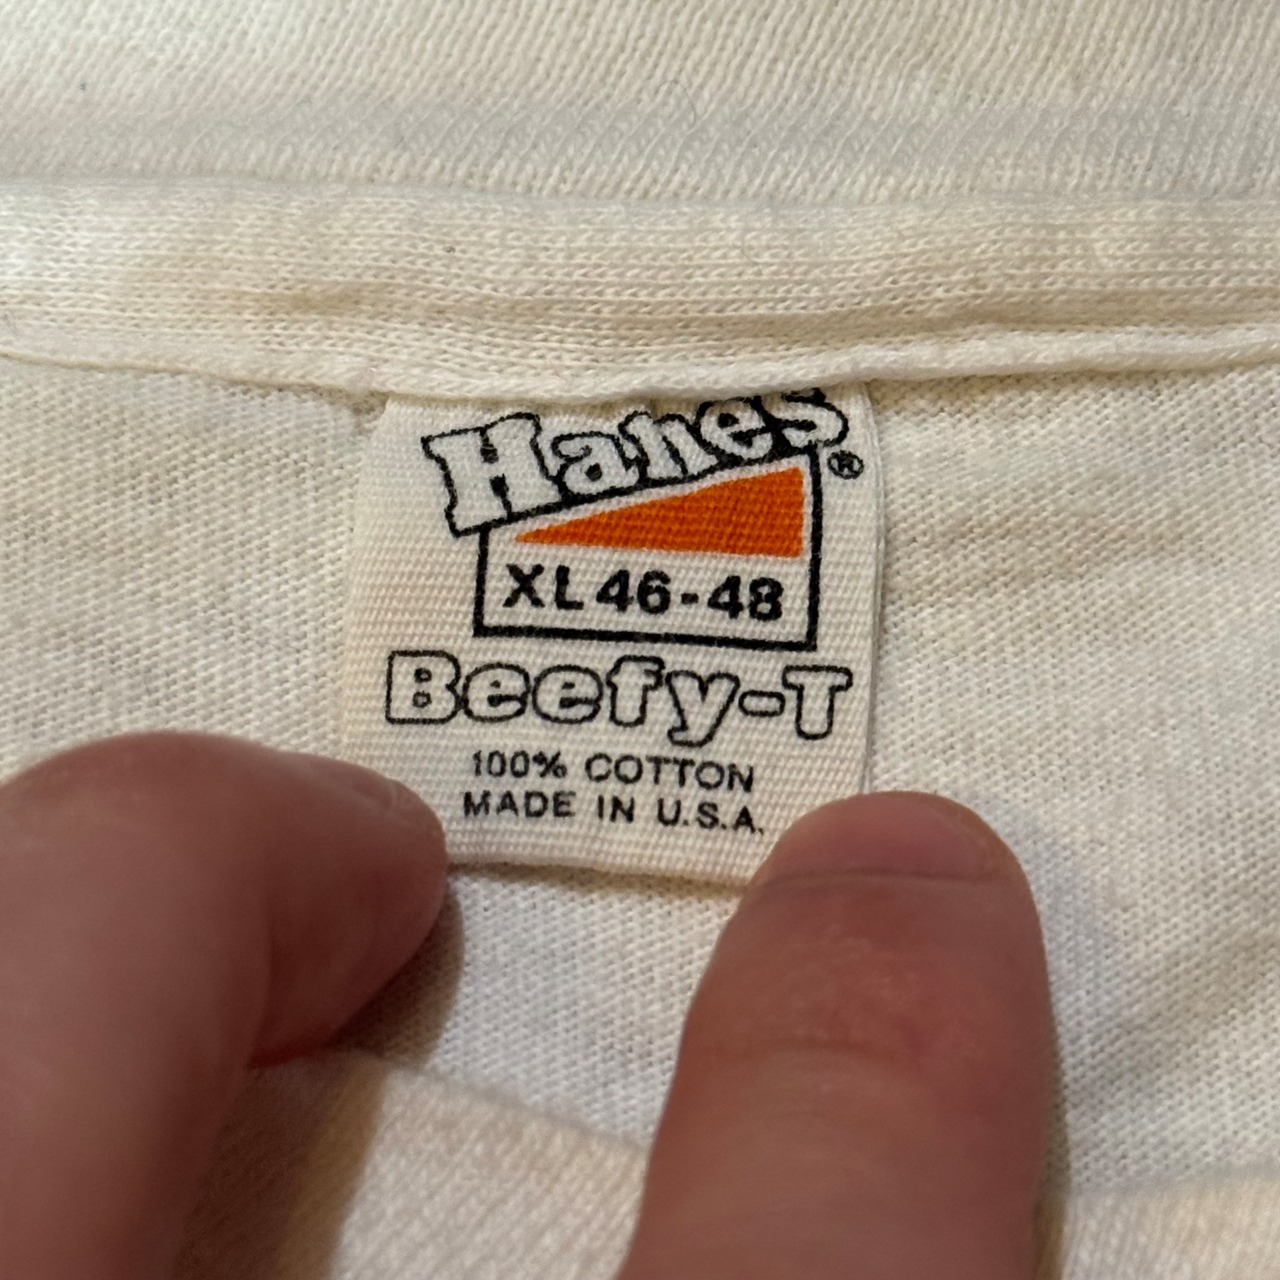 Hanes®
XL 46-48
Beefy-T
100% COTTON
MADE IN U.S.A.